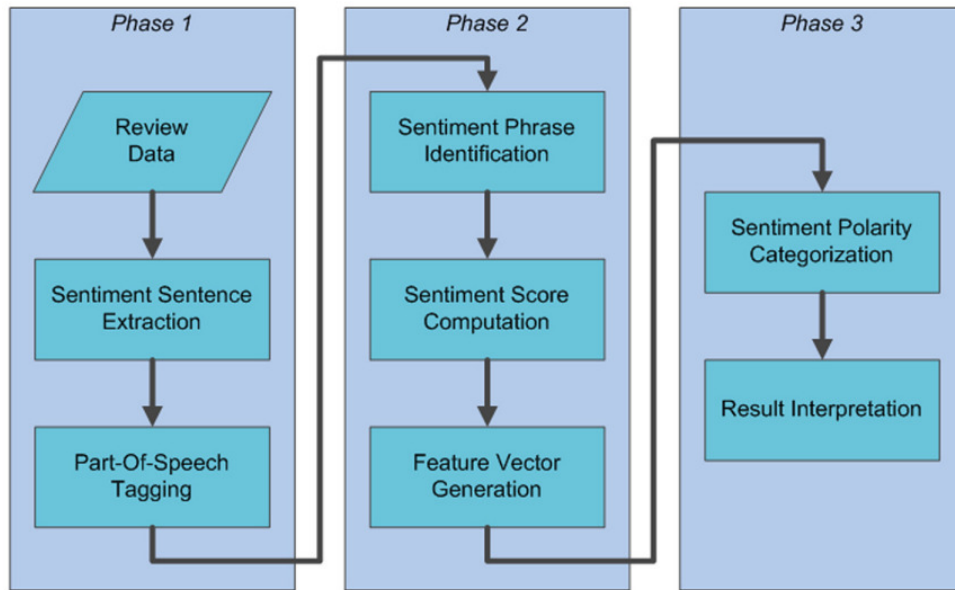 Phase 1
Review
Data
Sentiment Sentence
Extraction
Part-Of-Speech
Tagging
Phase 2
Sentiment Phrase
Identification
Sentiment Score
Computation
Feature Vector
Generation
Phase 3
Sentiment Polarity
Categorization
Result Interpretation